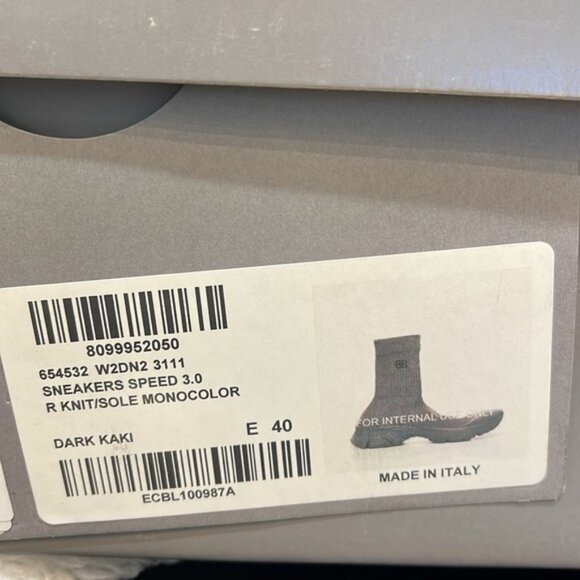 8099952050
654532 W2DN2 3111
SNEAKERS SPEED 3.0
R KNIT/SOLE MONOCOLOR
DARK KAKI
E 40
ECBL100987A
FOR INTERNAL USE ONLY
MADE IN ITALY